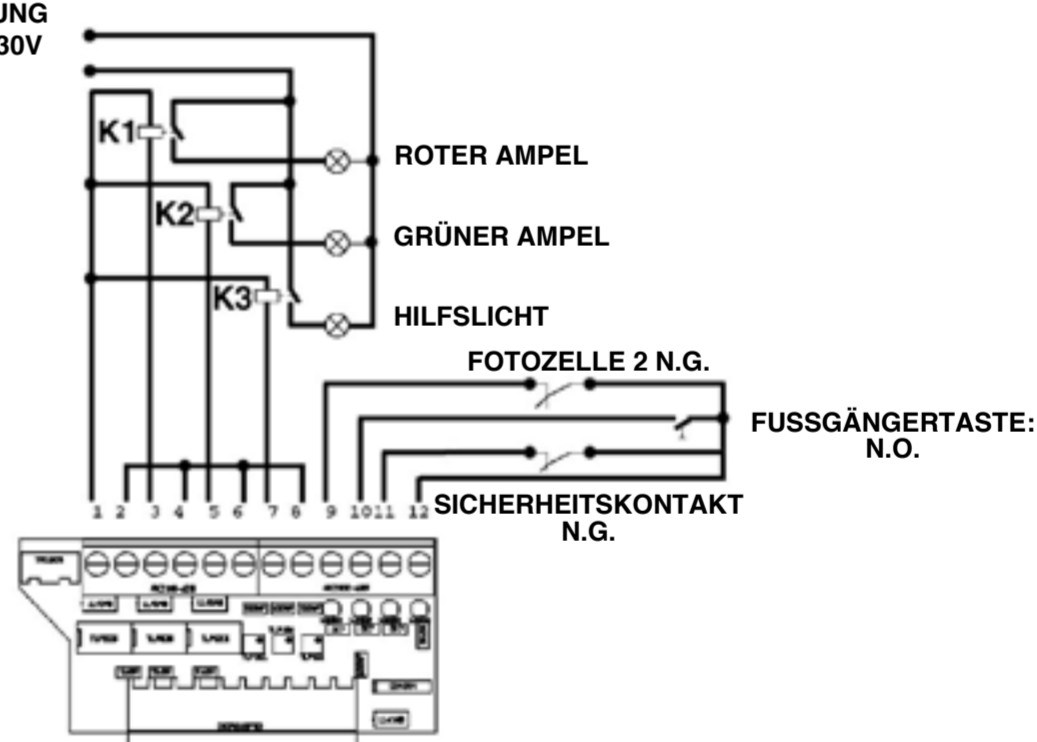 UNG
30V
K1
ROTER AMPEL
K2
GRÜNER AMPEL
K3
HILFSLICHT
FOTOZELLE 2 N.G.
FUSSGÄNGERTASTE:
N.O.
SICHERHEITSKONTAKT
N.G.
1 2 3 4 5 6 7 8 9 10 11 12